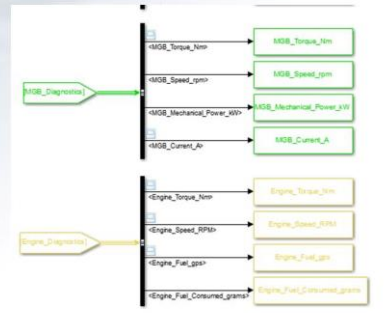 <MGB_Torque_Nm>
MGB_Torque_Nm
<MGB_Speed_rpm>
MGB_Speed_rpm
MGB_Diagnostics]
<MGB_Mechanical_Power_kW>
MGB_Mechanical_Power_kW
<MGB_Current_A>
MGB_Current_A
<Engine_Torque_Nm>
Engine_Torque_Nm
<Engine_Speed_RPM>
Engine_Speed_RPM
Engine_Diagnostics]
<Engine_Fuel_gps>
Engine_Fuel_gps
<Engine_Fuel_Consumed_grams>
Engine_Fuel_Consumed_grams